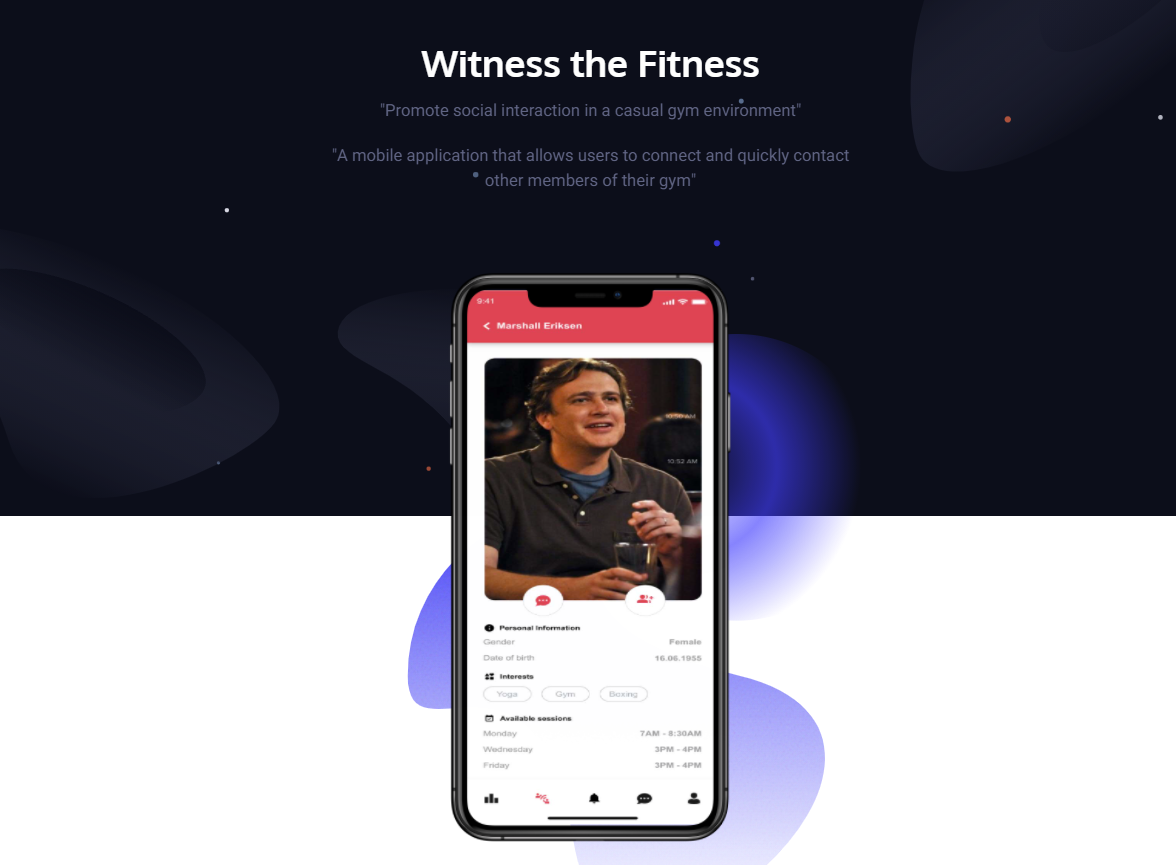 Witness the Fitness
"Promote social interaction in a casual gym environment"
"A mobile application that allows users to connect and quickly contact
other members of their gym"
9:41
Marshall Eriksen
10:50 AM
10:52 AM
Personal Information
Gender Female
Date of birth 16.06.1955
Interests
Yoga Gym Boxing
Available sessions
Monday 7AM - 8:30AM
Wednesday 3PM - 4PM
Friday 3PM - 4PM